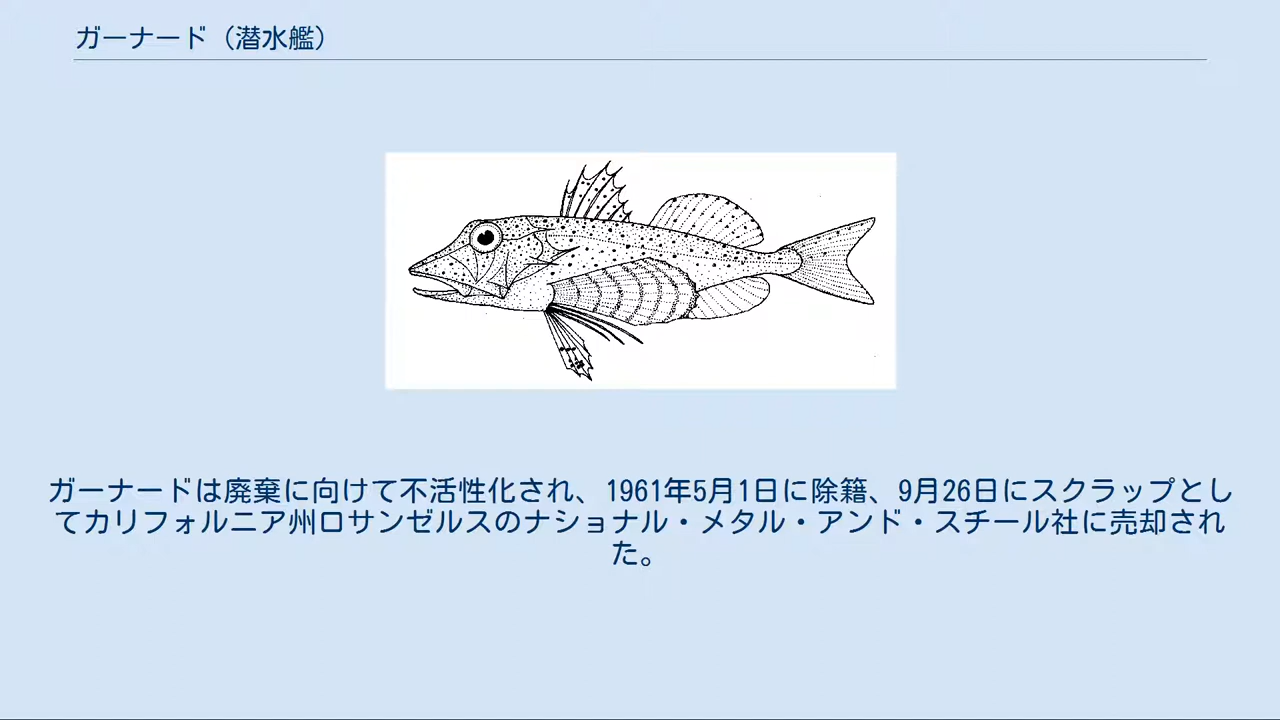 ガーナード（潜水艦）
ガーナードは廃棄に向けて不活性化され、1961年5月1日に除籍、9月26日にスクラップとし
てカリフォルニア州ロサンゼルスのナショナル・メタル・アンド・スチール社に売却され
た。